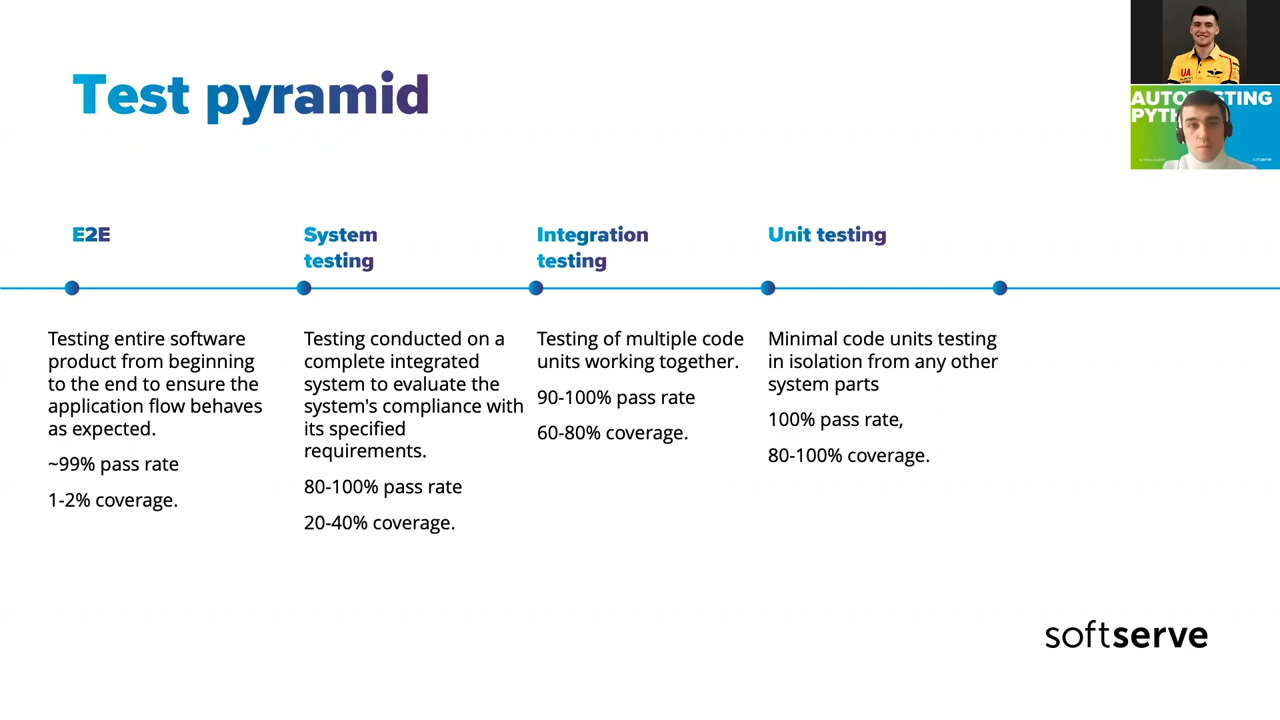 Test pyramid
E2E
System
testing
Integration
testing
Unit testing
Testing entire software
product from beginning
to the end to ensure the
application flow behaves
as expected.
~99% pass rate
1-2% coverage.
Testing conducted on a
complete integrated
system to evaluate the
system's compliance with
its specified
requirements.
80-100% pass rate
20-40% coverage.
Testing of multiple code
units working together.
90-100% pass rate
60-80% coverage.
Minimal code units testing
in isolation from any other
system parts
100% pass rate,
80-100% coverage.
softserve
UA
softserve